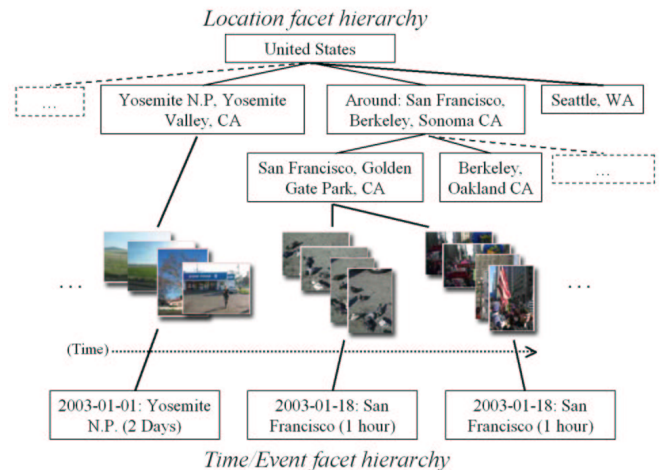 Location facet hierarchy
United States
...
Yosemite N.P, Yosemite
Valley, CA
Around: San Francisco,
Berkeley, Sonoma CA
Seattle, WA
San Francisco, Golden
Gate Park, CA
Berkeley,
Oakland CA
...
...
...
(Time)
2003-01-01: Yosemite
N.P. (2 Days)
2003-01-18: San
Francisco (1 hour)
2003-01-18: San
Francisco (1 hour)
Time/Event facet hierarchy